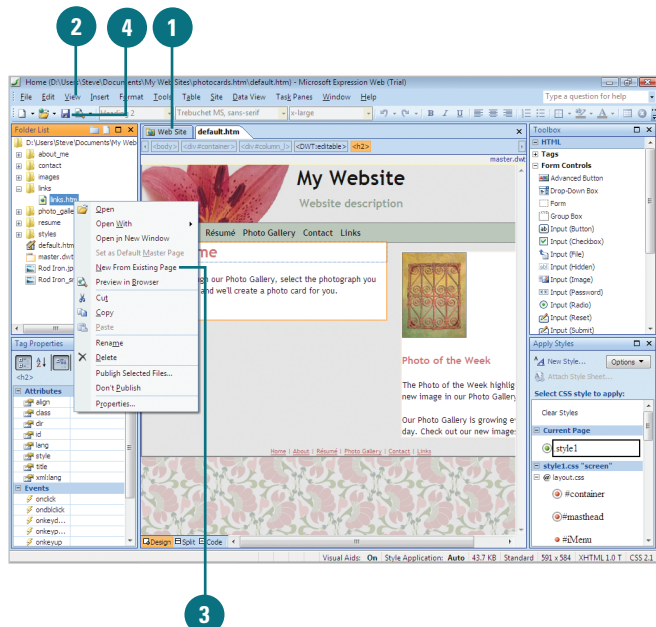 2
4
1
Home (D:\Users\Steve\Documents\My Web Sites\photocards.htm\default.htm) - Microsoft Expression Web (Trial)
File Edit View Insert Format Tools Table Site Data View Task Panes Window Help
Type a question for help
Heading 2
Trebuchet MS, sans-serif
x-large
B I U
Folder List
D:\Users\Steve\Documents\My Web
about_me
contact
images
links
links.htm
photo_galle
resume
styles
default.htm
master.dwt
Rod Iron.jp
Rod Iron_s
Open
Open With
Open in New Window
Set as Default Master Page
New From Existing Page
Preview in Browser
Cut
Copy
Paste
Rename
Delete
Publish Selected Files...
Don't Publish
Properties...
Tag Properties
<h2>
Attributes
align
class
dir
id
lang
style
title
xml:lang
Events
onclick
ondblclick
onkeyd...
onkeyp...
onkeyup
Web Site
default.htm
<body> <div#container> <div#column_l> <DWT:editable> <h2>
master.dwt
My Website
Website description
Résumé Photo Gallery Contact Links
me
gn our Photo Gallery, select the photograph you
and we'll create a photo card for you.
Photo of the Week
The Photo of the Week highlig
new image in our Photo Gallery
Our Photo Gallery is growing e
day. Check out our new images
Home | About | Résumé | Photo Gallery | Contact | Links
Design Split Code
Toolbox
HTML
Tags
Form Controls
Advanced Button
Drop-Down Box
Form
Group Box
Input (Button)
Input (Checkbox)
Input (File)
Input (Hidden)
Input (Image)
Input (Password)
Input (Radio)
Input (Reset)
Input (Submit)
Apply Styles
New Style...
Options
Attach Style Sheet...
Select CSS style to apply:
Clear Styles
Current Page
.style1
style1.css "screen"
@ layout.css
#container
#masthead
#iMenu
Visual Aids: On Style Application: Auto 43.7 KB Standard 591 x 584 XHTML 1.0 T CSS 2.1
3